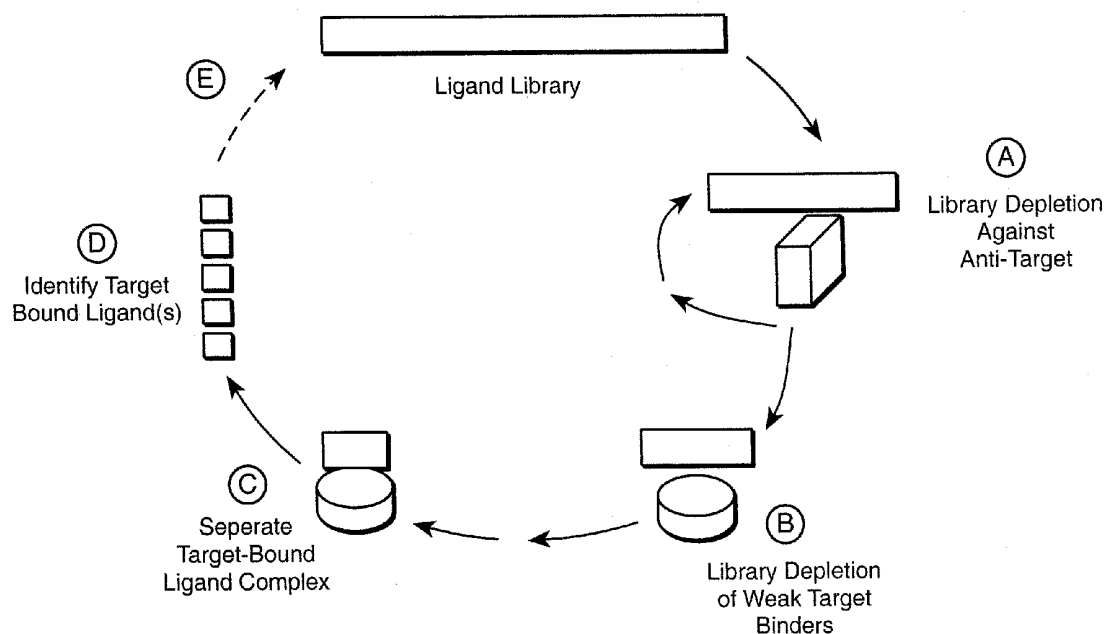 Ligand Library
A
Library Depletion
Against
Anti-Target
B
Library Depletion
of Weak Target
Binders
C
Seperate
Target-Bound
Ligand Complex
D
Identify Target
Bound Ligand(s)
E